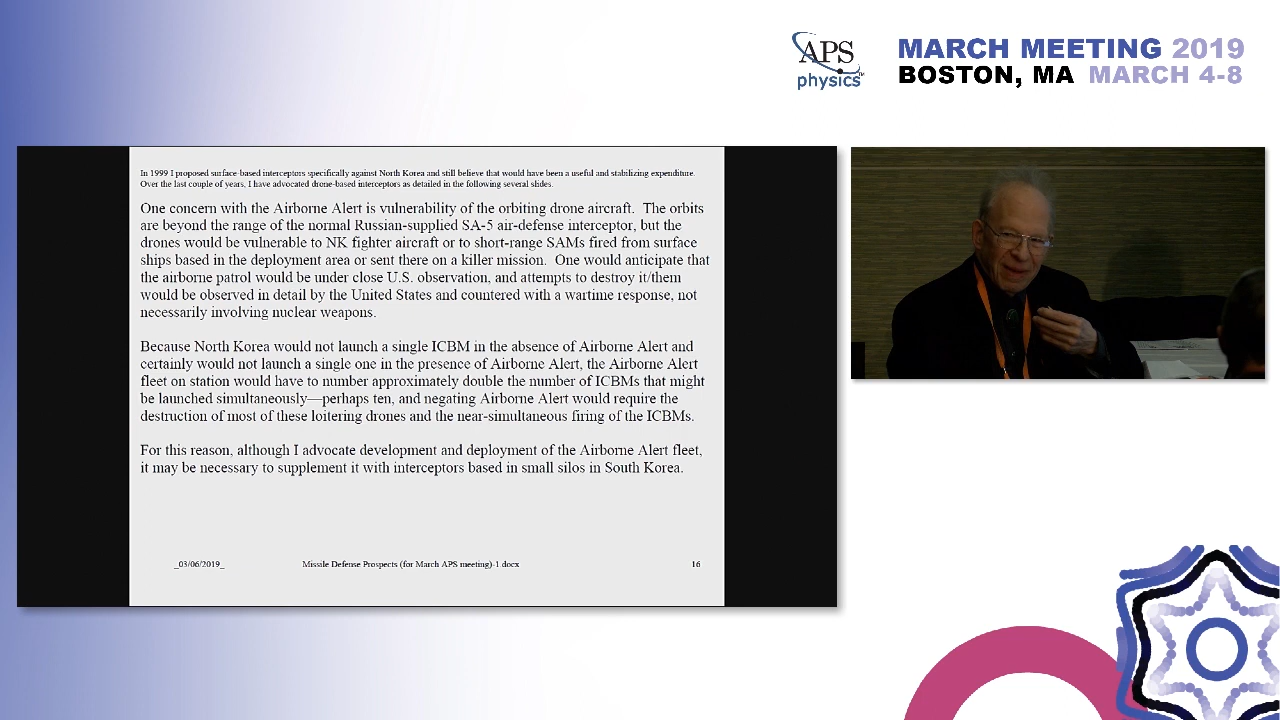 APS
physics
MARCH MEETING 2019
BOSTON, MA MARCH 4-8
In 1999 I proposed surface-based interceptors specifically against North Korea and still believe that would have been a useful and stabilizing expenditure.
Over the last couple of years, I have advocated drone-based interceptors as detailed in the following several slides.
One concern with the Airborne Alert is vulnerability of the orbiting drone aircraft. The orbits
are beyond the range of the normal Russian-supplied SA-5 air-defense interceptor, but the
drones would be vulnerable to NK fighter aircraft or to short-range SAMs fired from surface
ships based in the deployment area or sent there on a killer mission. One would anticipate that
the airborne patrol would be under close U.S. observation, and attempts to destroy it/them
would be observed in detail by the United States and countered with a wartime response, not
necessarily involving nuclear weapons.
Because North Korea would not launch a single ICBM in the absence of Airborne Alert and
certainly would not launch a single one in the presence of Airborne Alert, the Airborne Alert
fleet on station would have to number approximately double the number of ICBMs that might
be launched simultaneously—perhaps ten, and negating Airborne Alert would require the
destruction of most of these loitering drones and the near-simultaneous firing of the ICBMs.
For this reason, although I advocate development and deployment of the Airborne Alert fleet,
it may be necessary to supplement it with interceptors based in small silos in South Korea.
_03/06/2019_ Missile Defense Prospects (for March APS meeting)-1.docx 16